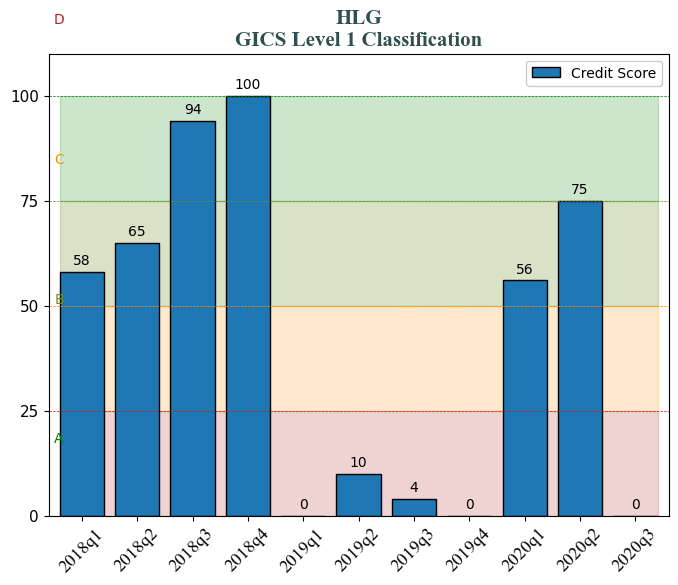 D
HLG
GICS Level 1 Classification
Credit Score
100
75
50
25
0
C
B
A
58
65
94
100
0
10
4
0
56
75
0
2018q1
2018q2
2018q3
2018q4
2019q1
2019q2
2019q3
2019q4
2020q1
2020q2
2020q3